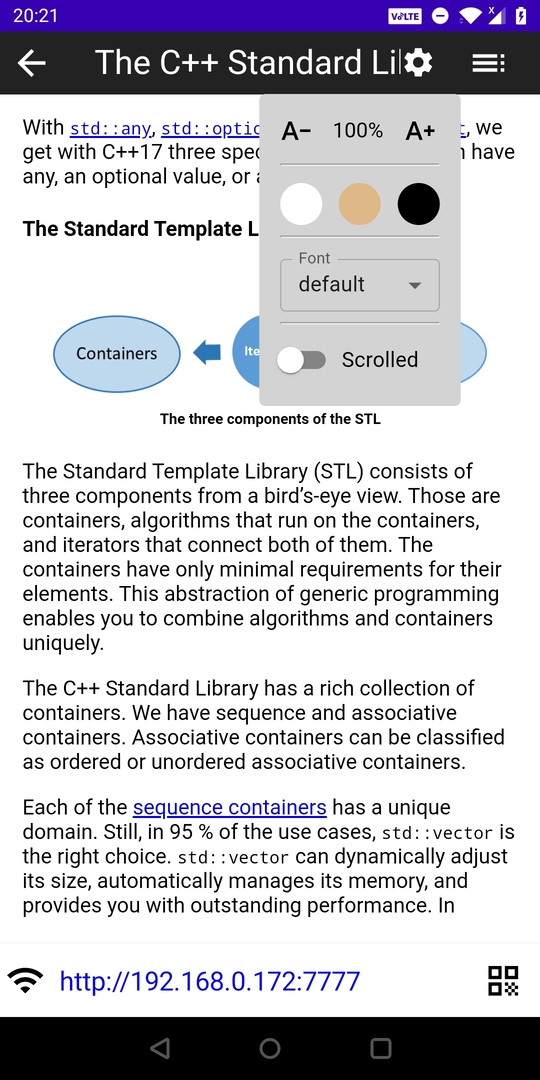 20:21
VoLTE
x
The C++ Standard Li
With std::any, std::optio t, we
get with C++17 three spec have
any, an optional value, or
A- 100% A+
Font
default
Scrolled
The Standard Template L
Containers
Ite
The three components of the STL
The Standard Template Library (STL) consists of
three components from a bird’s-eye view. Those are
containers, algorithms that run on the containers,
and iterators that connect both of them. The
containers have only minimal requirements for their
elements. This abstraction of generic programming
enables you to combine algorithms and containers
uniquely.
The C++ Standard Library has a rich collection of
containers. We have sequence and associative
containers. Associative containers can be classified
as ordered or unordered associative containers.
Each of the sequence containers has a unique
domain. Still, in 95 % of the use cases, std::vector is
the right choice. std::vector can dynamically adjust
its size, automatically manages its memory, and
provides you with outstanding performance. In
http://192.168.0.172:7777